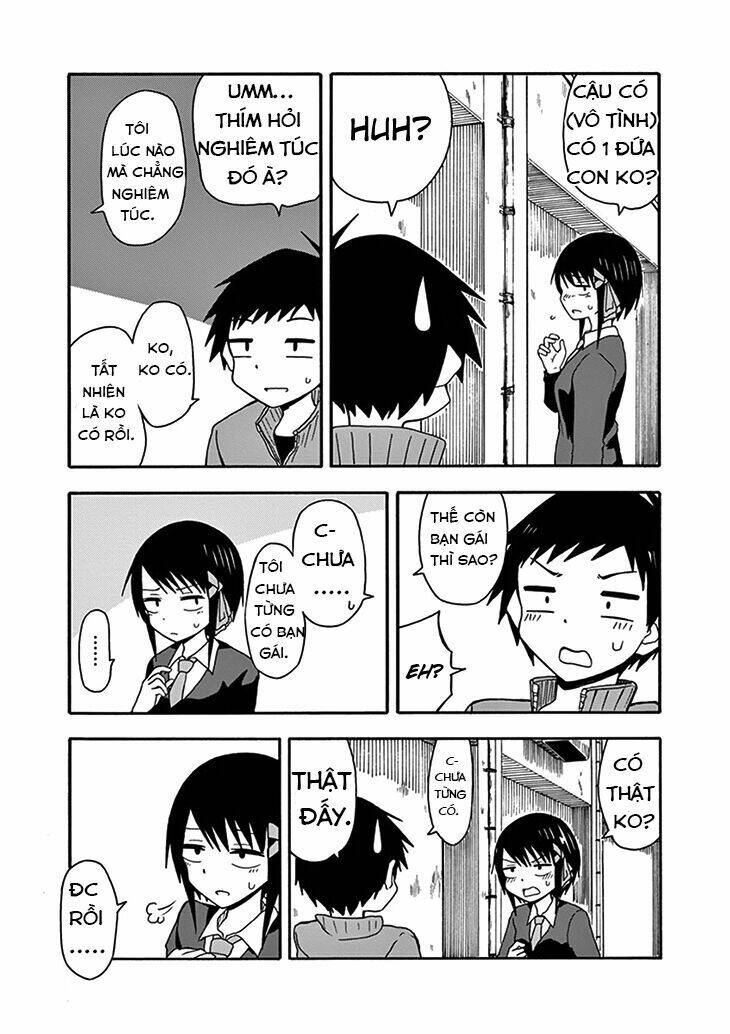 CẬU CÓ
(VÔ TÌNH)
CÓ 1 ĐỨA
CON KO?
HUH?
UMM...
THÍM HỎI
NGHIÊM TÚC
ĐÓ À?
TÔI
LÚC NÀO
MÀ CHẲNG
NGHIÊM
TÚC.
KO,
KO CÓ.
TẤT
NHIÊN
LÀ KO
CÓ RỒI.
THẾ CÒN
BẠN GÁI
THÌ SAO?
EH?
C-
CHƯA
.....
TÔI
CHƯA
TỪNG
CÓ BẠN
GÁI.
.....
CÓ
THẬT
KO?
C-
CHƯA
TỪNG
CÓ.
THẬT
ĐẤY.
ĐC
RỒI
.....